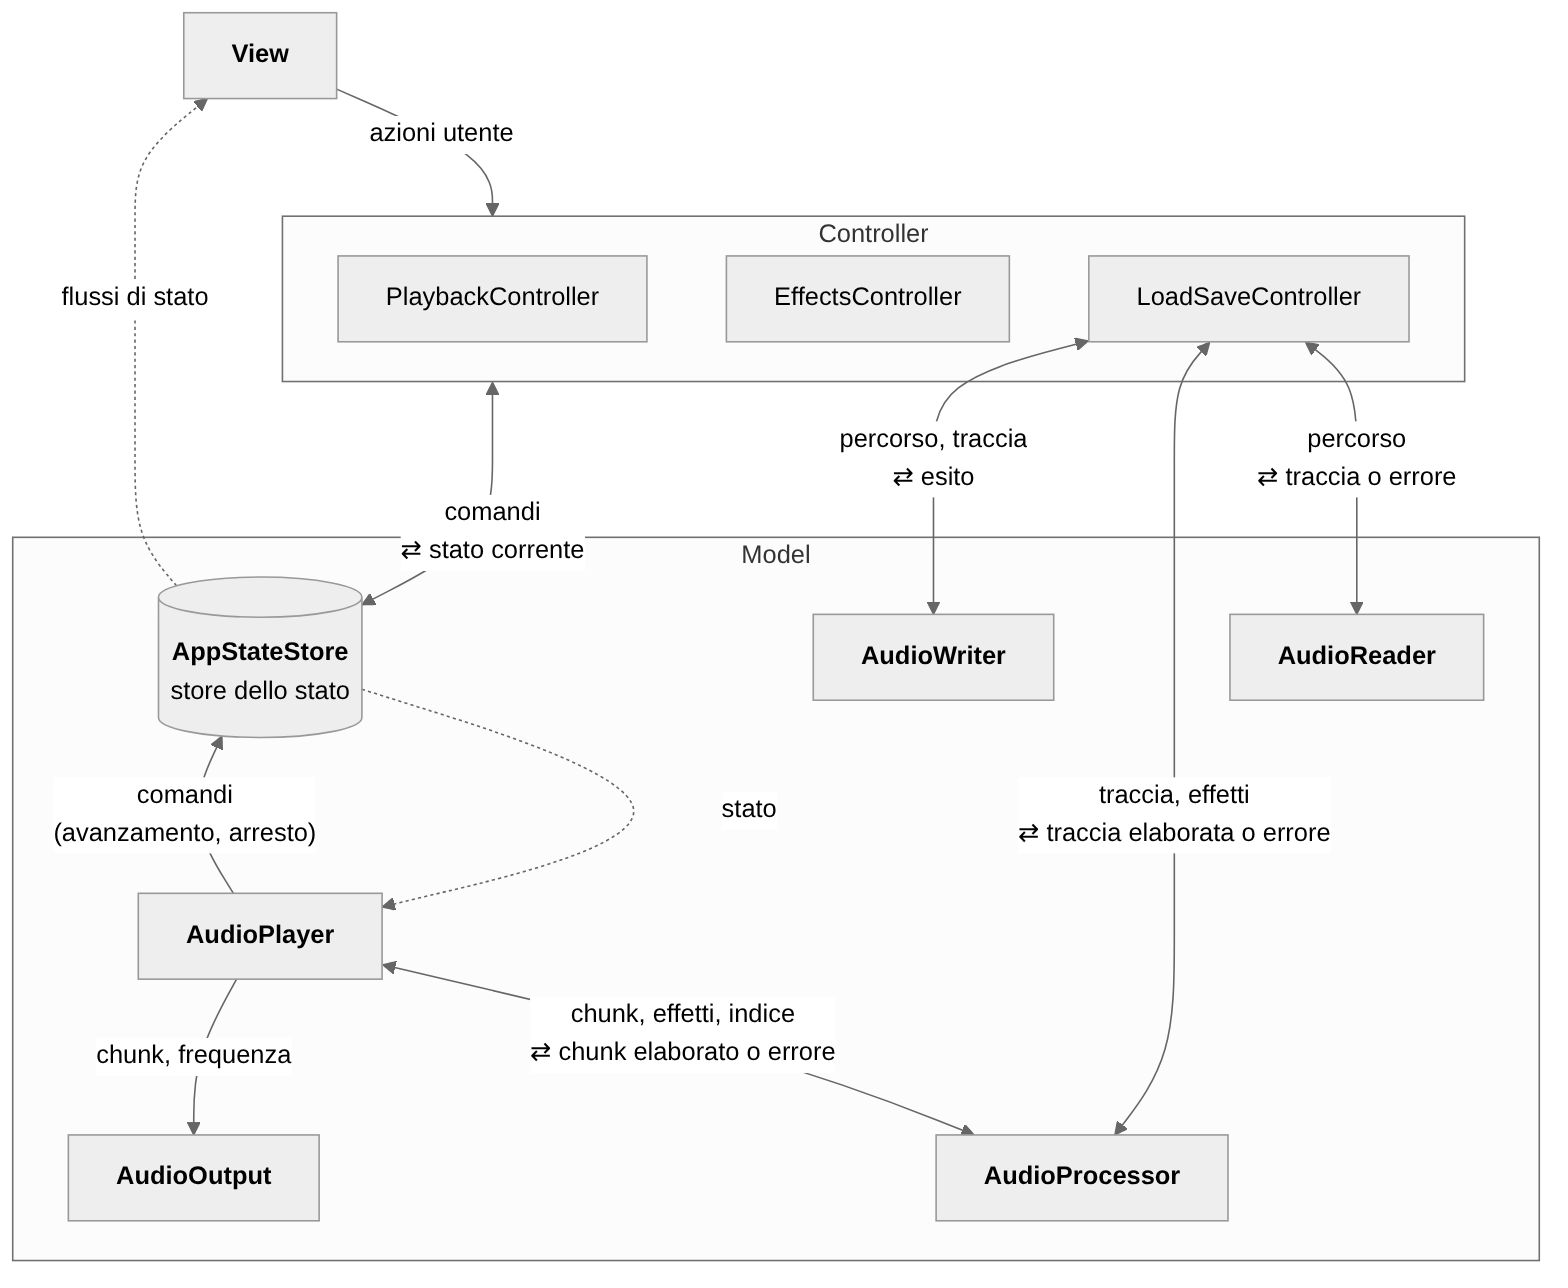 View
azioni utente
Controller
PlaybackController
EffectsController
LoadSaveController
flussi di stato
percorso, traccia
⇄ esito
percorso
⇄ traccia o errore
comandi
⇄ stato corrente
Model
AppStateStore
store dello stato
AudioWriter
AudioReader
comandi
(avanzamento, arresto)
stato
traccia, effetti
⇄ traccia elaborata o errore
AudioPlayer
chunk, effetti, indice
⇄ chunk elaborato o errore
chunk, frequenza
AudioOutput
AudioProcessor